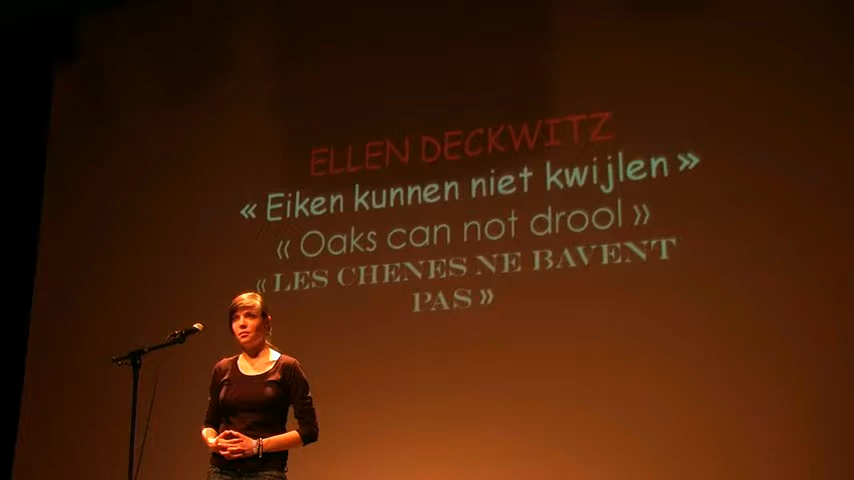 ELLEN DECKWITZ
« Eiken kunnen niet kwijlen »
« Oaks can not drool »
« LES CHENES NE BAVENT
PAS »